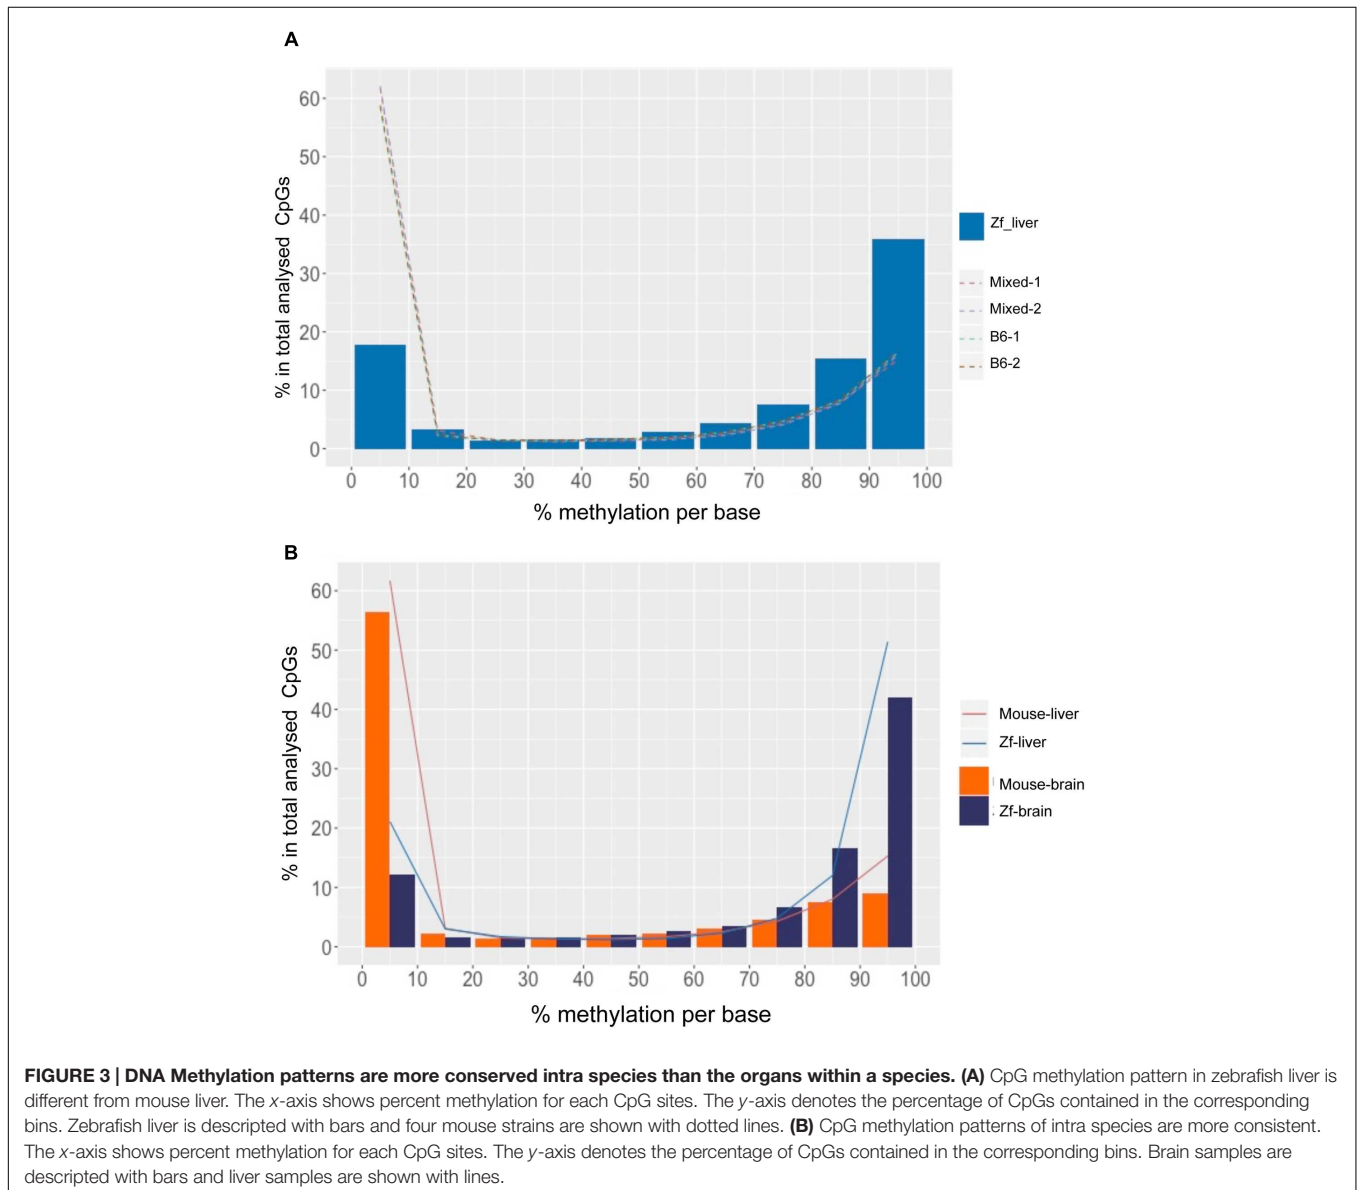 A
% in total analysed CpGs
60
50
40
30
20
10
0
0 10 20 30 40 50 60 70 80 90 100
% methylation per base
Zf_liver
Mixed-1
Mixed-2
B6-1
B6-2
B
% in total analysed CpGs
60
50
40
30
20
10
0
0 10 20 30 40 50 60 70 80 90 100
% methylation per base
Mouse-liver
Zf-liver
Mouse-brain
Zf-brain
FIGURE 3 | DNA Methylation patterns are more conserved intra species than the organs within a species. (A) CpG methylation pattern in zebrafish liver is
different from mouse liver. The x-axis shows percent methylation for each CpG sites. The y-axis denotes the percentage of CpGs contained in the corresponding
bins. Zebrafish liver is descripted with bars and four mouse strains are shown with dotted lines. (B) CpG methylation patterns of intra species are more consistent.
The x-axis shows percent methylation for each CpG sites. The y-axis denotes the percentage of CpGs contained in the corresponding bins. Brain samples are
descripted with bars and liver samples are shown with lines.